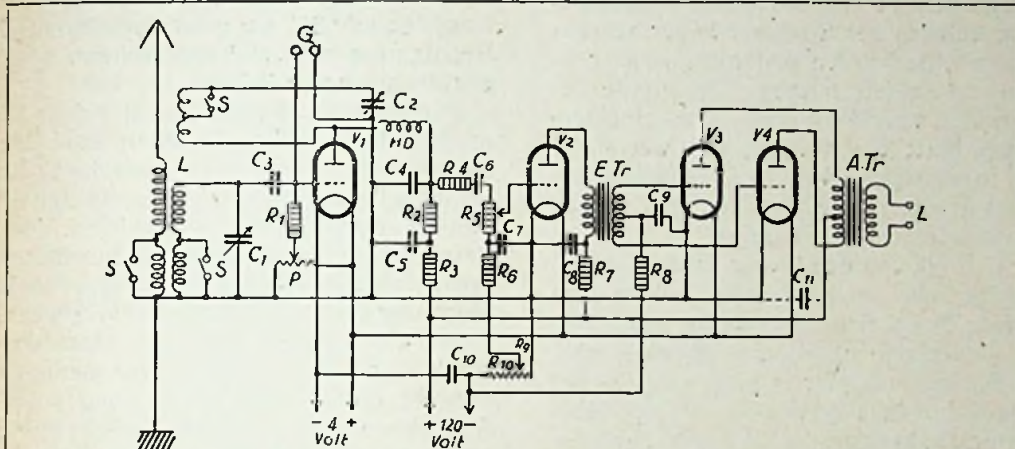 G
S
C2
V1
HD
V2
V3
V4
L
C3
C4
R4
C6
E.Tr
A.Tr
R1
R2
R5
C7
C9
L
S
S
C1
P
C5
R3
R6
C8
R7
R8
C11
C10
R9
R10
- 4 +
Volt
+ 120 -
Volt